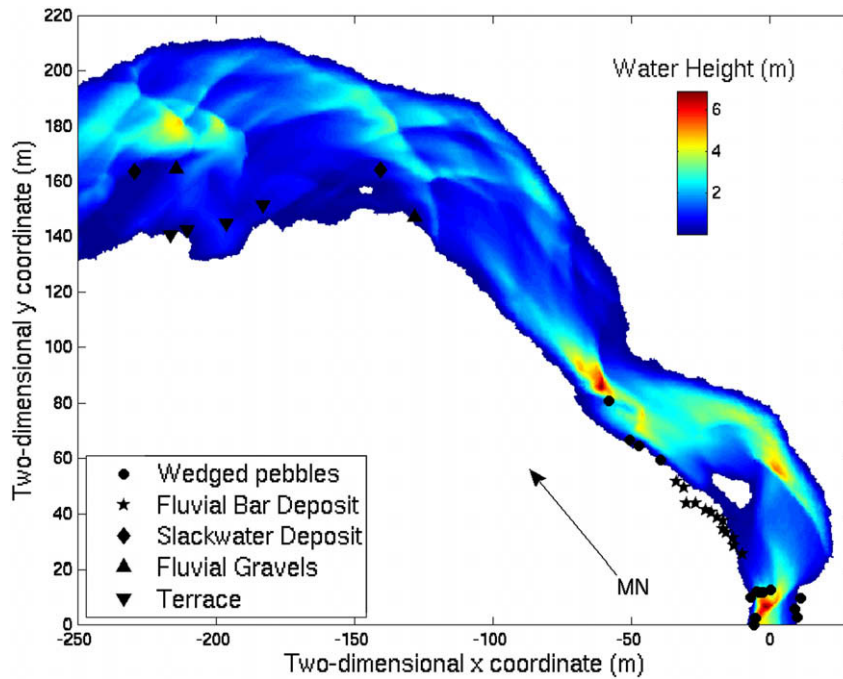 220
200
180
160
140
120
100
80
60
40
20
0
Two-dimensional y coordinate (m)
Water Height (m)
6
4
2
Wedged pebbles
Fluvial Bar Deposit
Slackwater Deposit
Fluvial Gravels
Terrace
MN
-250
-200
-150
-100
-50
0
Two-dimensional x coordinate (m)